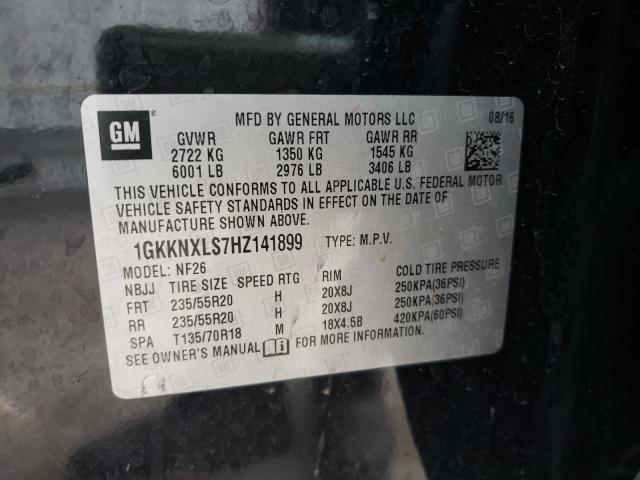 GM
MFD BY GENERAL MOTORS LLC 08/16
GVWR GAWR FRT GAWR RR
2722 KG 1350 KG 1545 KG
6001 LB 2976 LB 3406 LB
THIS VEHICLE CONFORMS TO ALL APPLICABLE U.S. FEDERAL MOTOR
VEHICLE SAFETY STANDARDS IN EFFECT ON THE DATE OF
MANUFACTURE SHOWN ABOVE.
1GKKNXLS7HZ141899 TYPE: M.P.V.
MODEL: NF26
NBJJ TIRE SIZE SPEED RTG RIM COLD TIRE PRESSURE
FRT 235/55R20 H 20X8J 250KPA(36PSI)
RR 235/55R20 H 20X8J 250KPA(36PSI)
SPA T135/70R18 M 18X4.5B 420KPA(60PSI)
SEE OWNER'S MANUAL